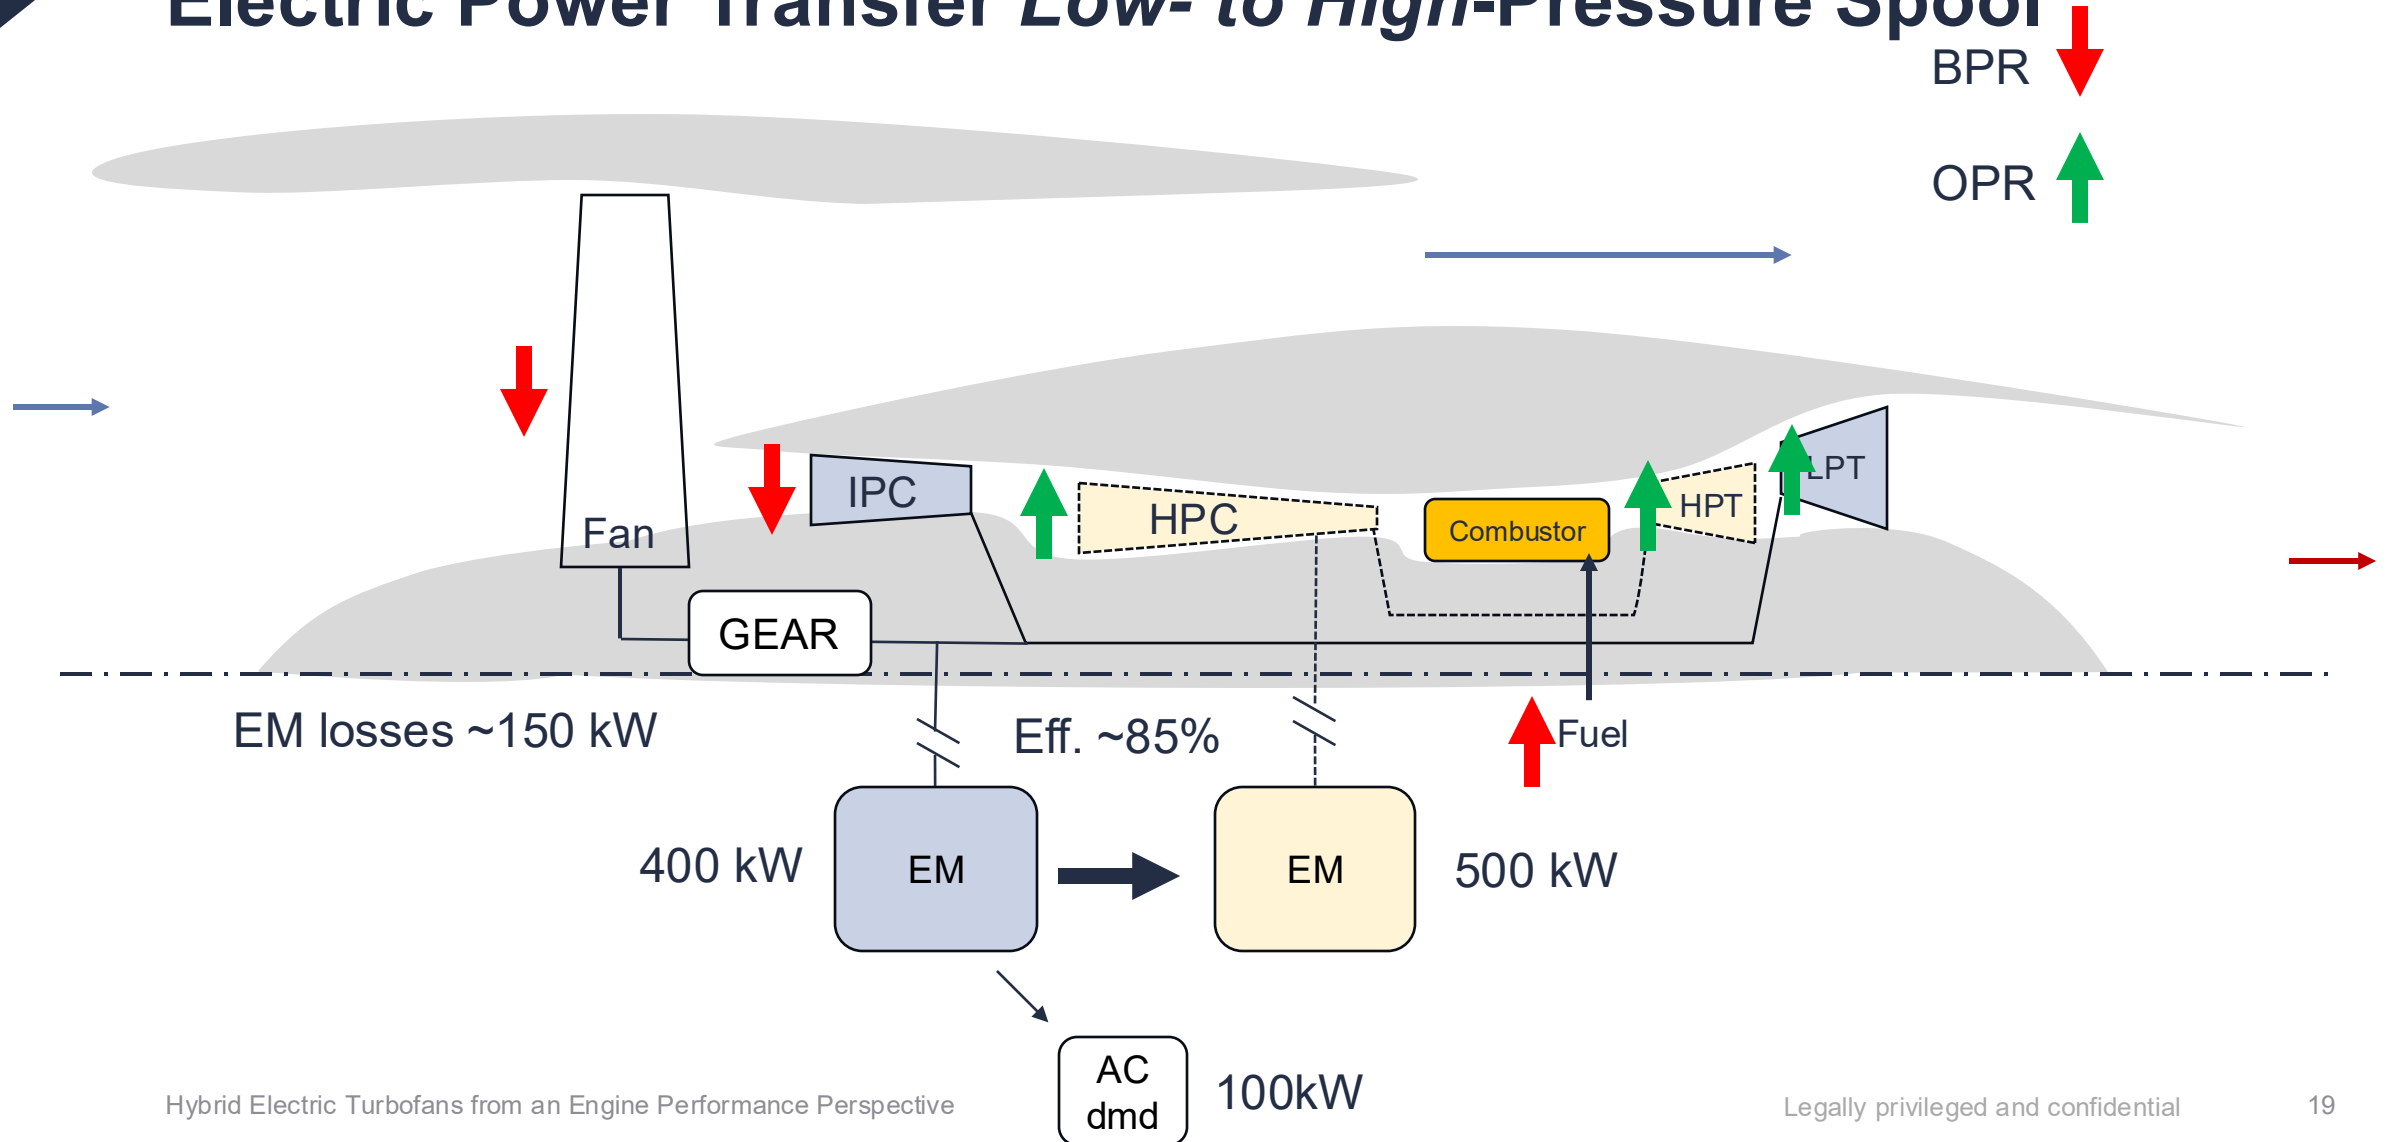 Electric Power Transfer Low- to High-Pressure Spool
BPR
OPR
Fan
IPC
HPC
Combustor
HPT
LPT
GEAR
EM losses ~150 kW
Eff. ~85%
Fuel
400 kW
EM
EM
500 kW
AC
dmd
100kW
Hybrid Electric Turbofans from an Engine Performance Perspective
Legally privileged and confidential
19